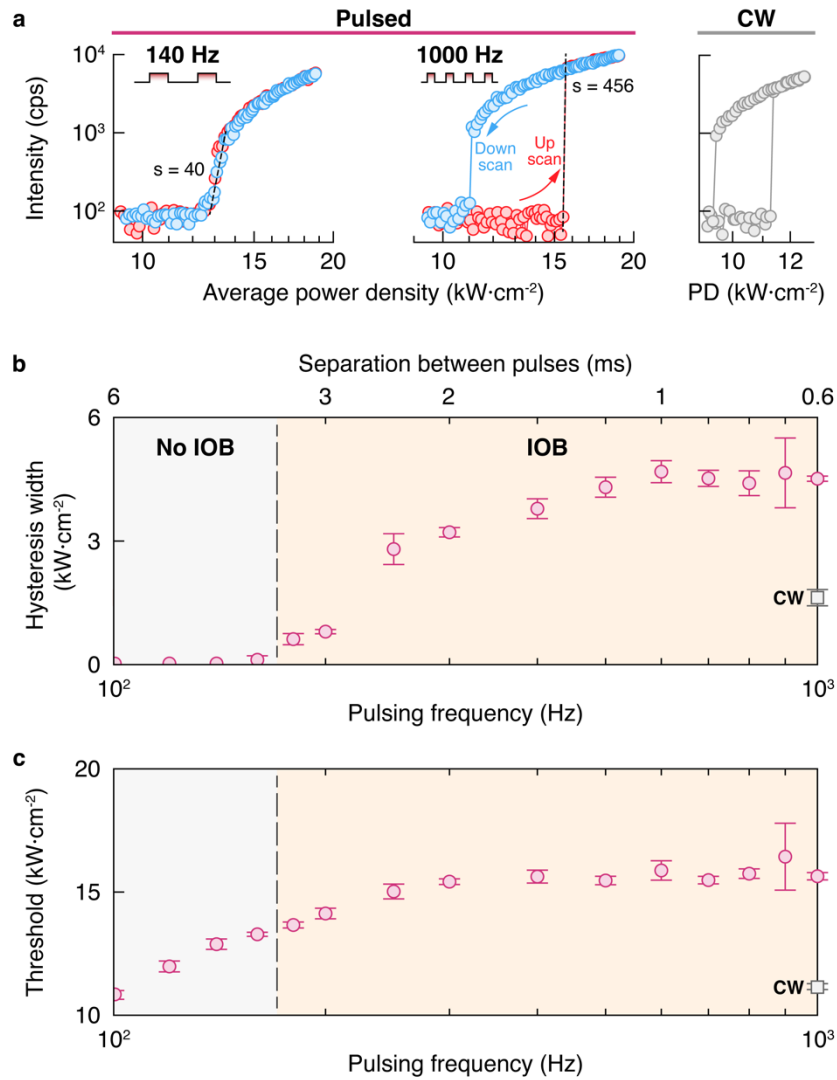 a
Pulsed
CW
140 Hz
1000 Hz
Intensity (cps)
10⁴
10³
10²
s = 40
s = 456
Down
scan
Up
scan
10 15 20
10 15 20
10 12
Average power density (kW·cm⁻²)
PD (kW·cm⁻²)
b
Separation between pulses (ms)
6 3 2 1 0.6
No IOB
IOB
Hysteresis width
(kW·cm⁻²)
6
3
0
CW
10² 10³
Pulsing frequency (Hz)
c
Threshold (kW·cm⁻²)
20
15
10
CW
10² 10³
Pulsing frequency (Hz)